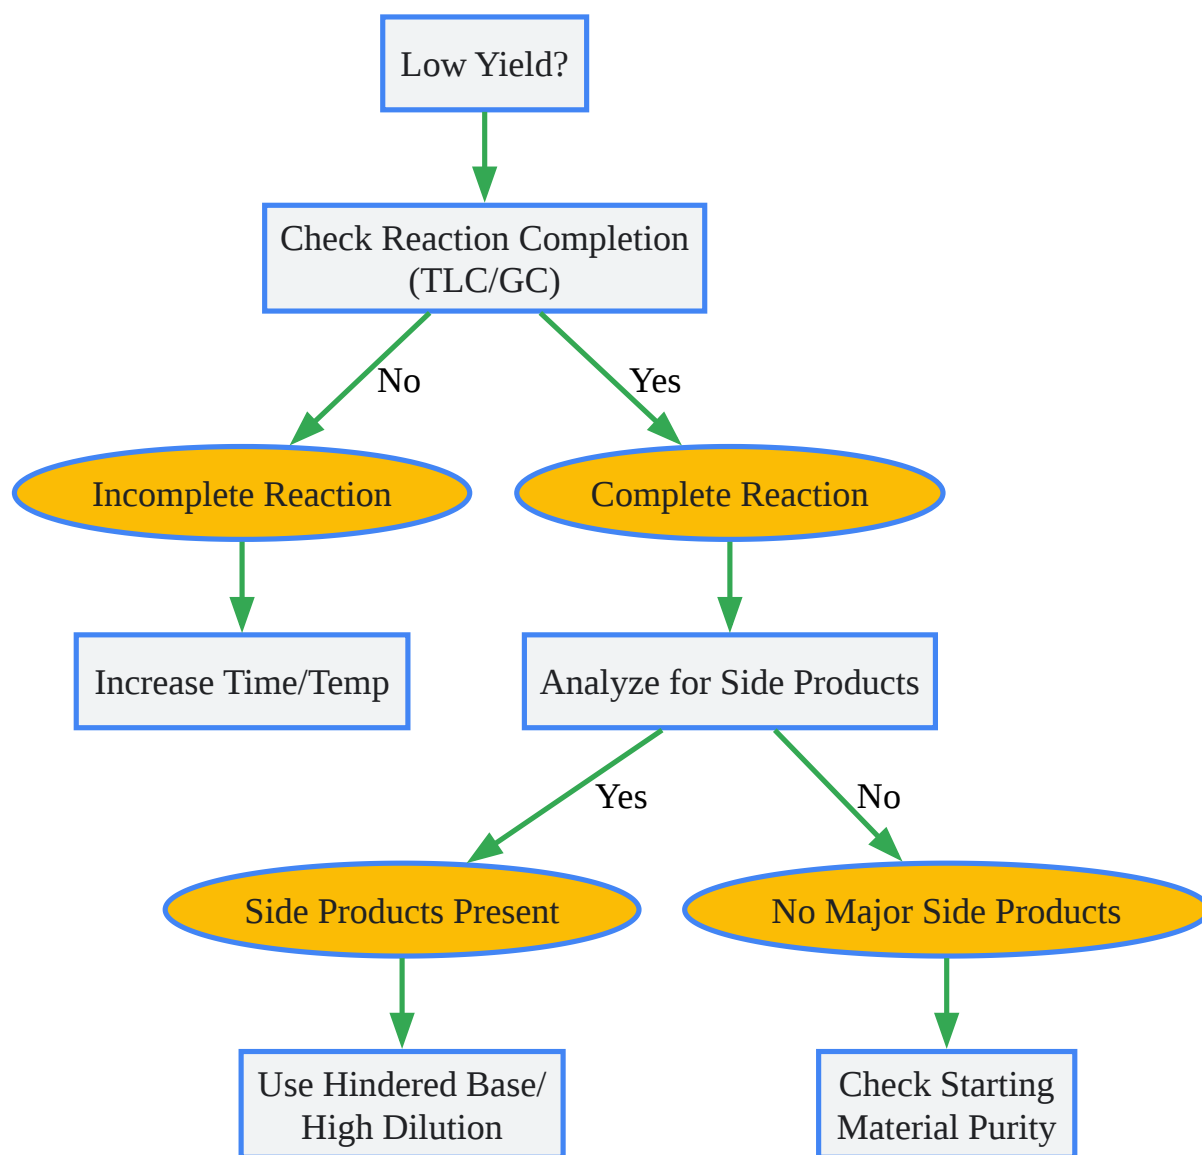 Low Yield?
Check Reaction Completion
(TLC/GC)
No
Yes
Incomplete Reaction
Complete Reaction
Increase Time/Temp
Analyze for Side Products
Yes
No
Side Products Present
No Major Side Products
Use Hindered Base/
High Dilution
Check Starting
Material Purity